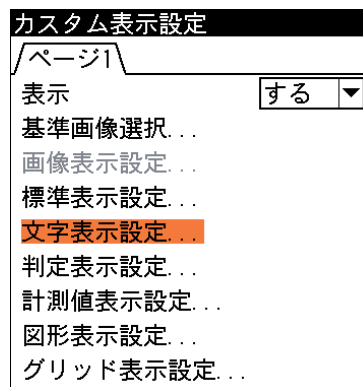 カスタム表示設定
ページ1
表示 する ▼
基準画像選択...
画像表示設定...
標準表示設定...
文字表示設定...
判定表示設定...
計測値表示設定...
図形表示設定...
グリッド表示設定...